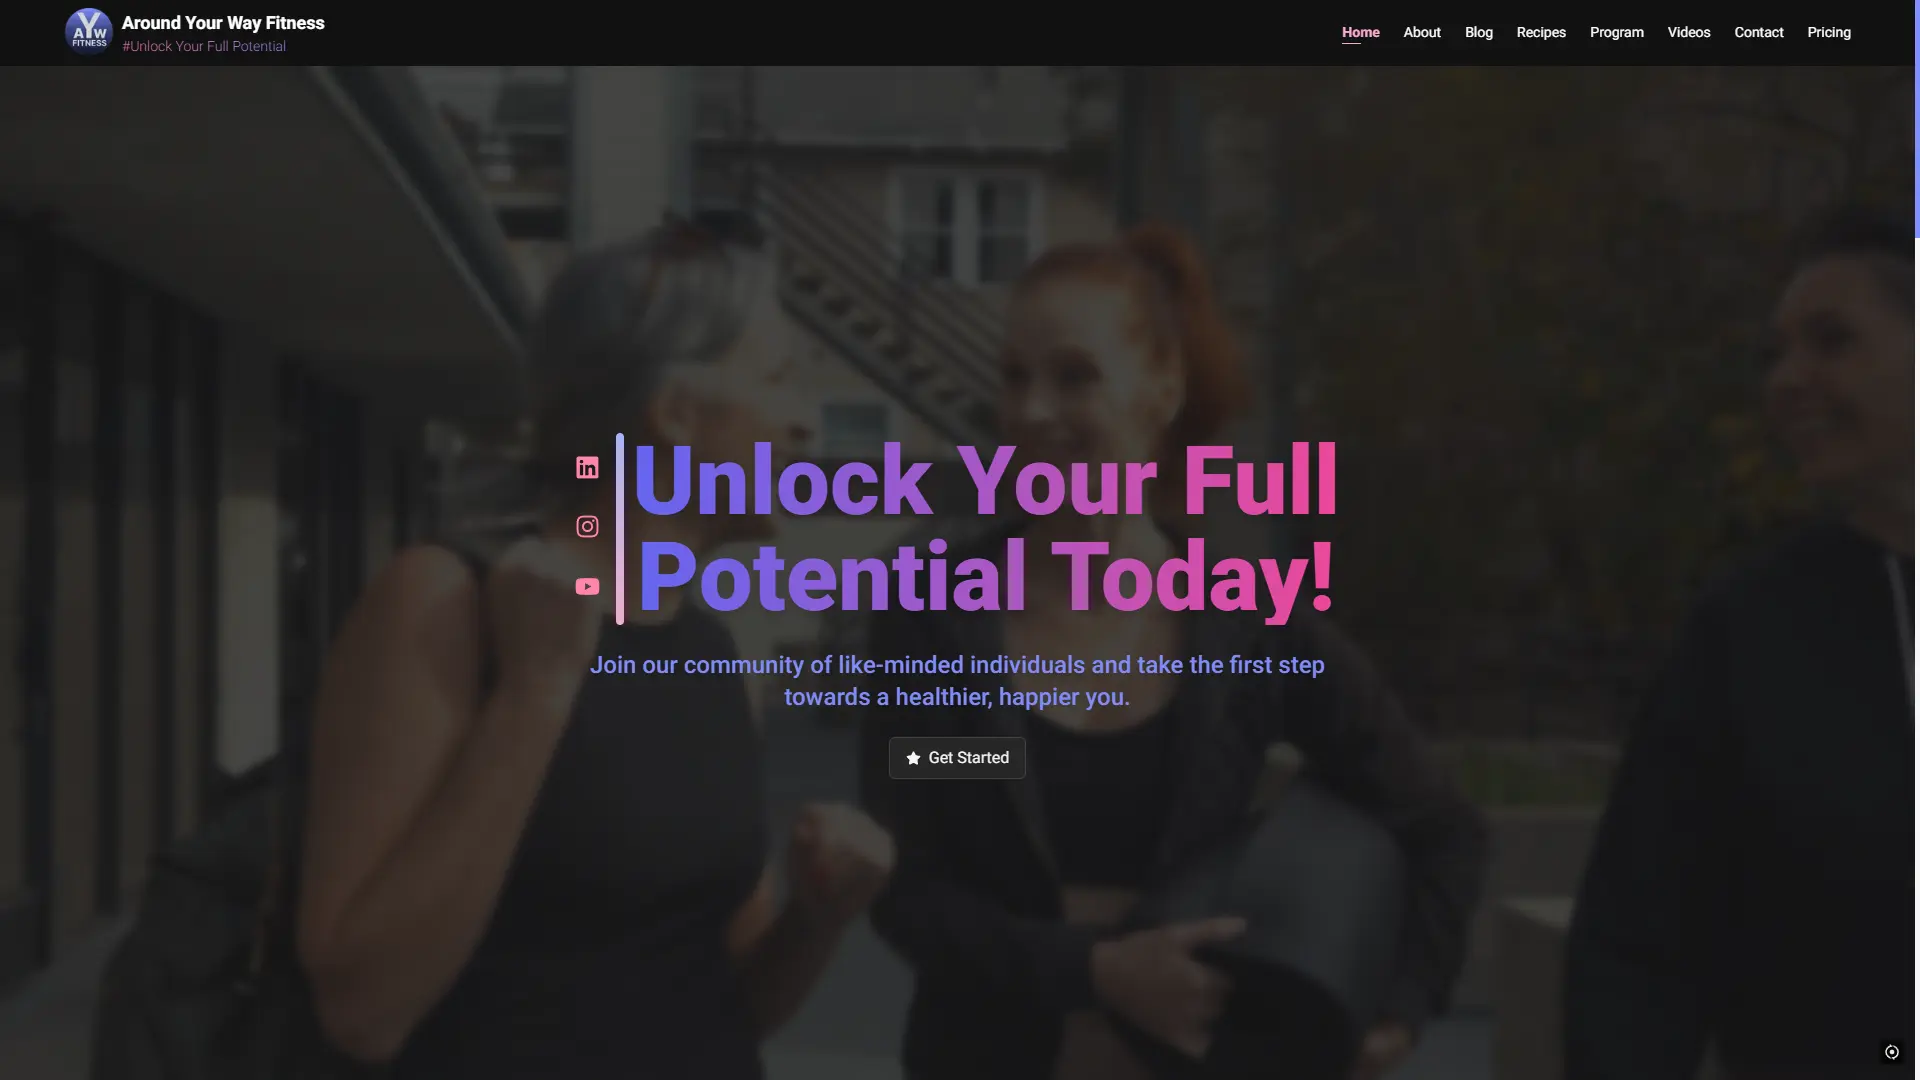 AYW
FITNESS
Around Your Way Fitness
#Unlock Your Full Potential
Home
About
Blog
Recipes
Program
Videos
Contact
Pricing
in
Unlock Your Full
Potential Today!
Join our community of like-minded individuals and take the first step
towards a healthier, happier you.
Get Started